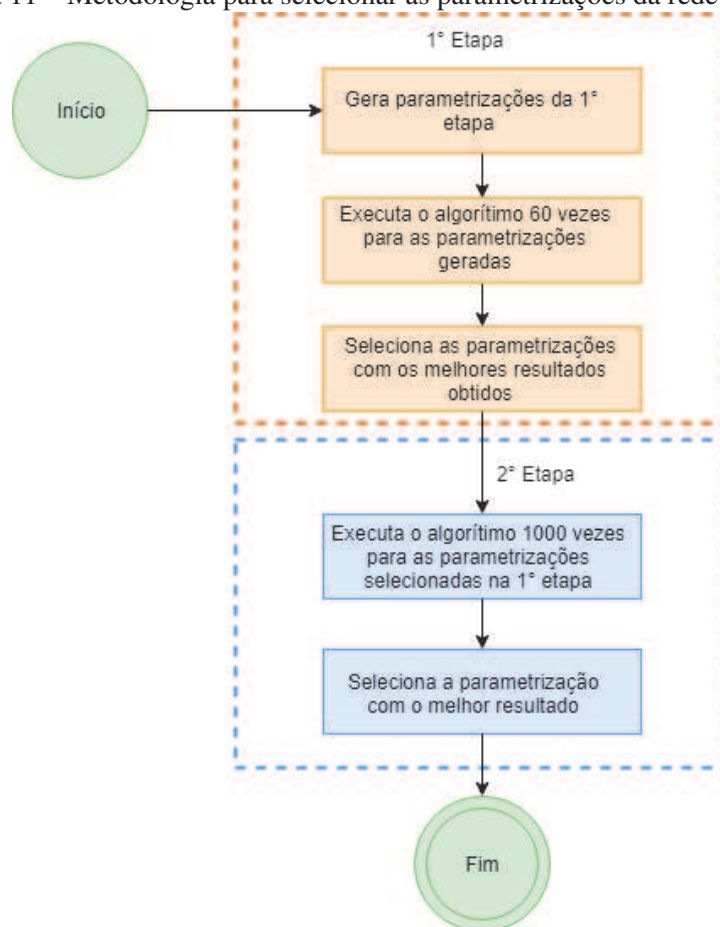 11 – Metodologia para selecionar as parametrizações da rede
1° Etapa
Início
Gera parametrizações da 1°
etapa
Executa o algorítimo 60 vezes
para as parametrizações
geradas
Seleciona as parametrizações
com os melhores resultados
obtidos
2° Etapa
Executa o algorítimo 1000 vezes
para as parametrizações
selecionadas na 1° etapa
Seleciona a parametrização
com o melhor resultado
Fim